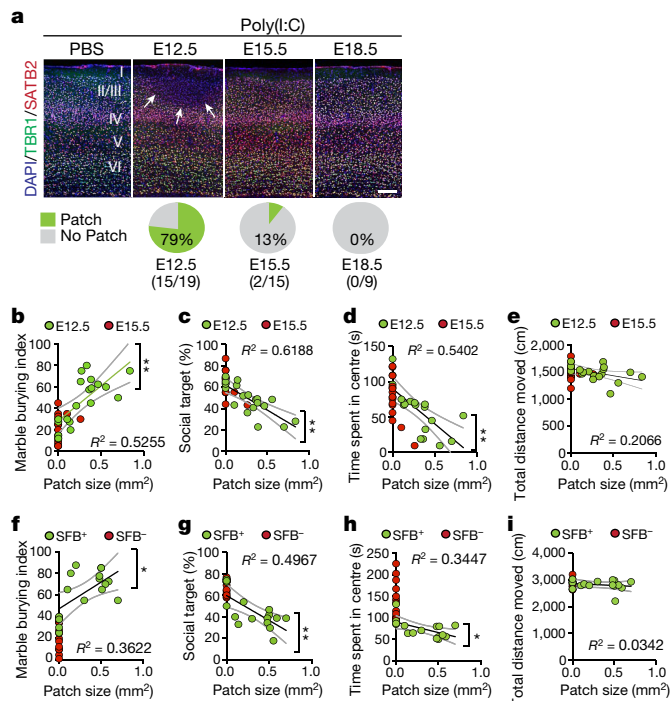 a
Poly(I:C)
PBS E12.5 E15.5 E18.5
DAPI/TBR1/SATB2
I
II/III
IV
V
VI
Patch
No Patch
79% 13% 0%
E12.5 E15.5 E18.5
(15/19) (2/15) (0/9)
b
E12.5 E15.5
Marble burying index
100
80
60
40
20
0
**
R² = 0.5255
0 0.5 1.0
Patch size (mm²)
c
E12.5 E15.5
Social target (%)
100
80
60
40
20
0
R² = 0.6188
**
0 0.5 1.0
Patch size (mm²)
d
E12.5 E15.5
Time spent in centre (s)
200
150
100
50
0
R² = 0.5402
**
0 0.5 1.0
Patch size (mm²)
e
E12.5 E15.5
Total distance moved (cm)
2,000
1,500
1,000
500
0
R² = 0.2066
0 0.5 1.0
Patch size (mm²)
f
SFB⁺ SFB⁻
Marble burying index
100
80
60
40
20
0
*
R² = 0.3622
0 0.5 1.0
Patch size (mm²)
g
SFB⁺ SFB⁻
Social target (%)
100
80
60
40
20
0
R² = 0.4967
**
0 0.5 1.0
Patch size (mm²)
h
SFB⁺ SFB⁻
Time spent in centre (s)
250
200
150
100
50
0
R² = 0.3447
*
0 0.5 1.0
Patch size (mm²)
i
SFB⁺ SFB⁻
Total distance moved (cm)
4,000
3,000
2,000
1,000
0
R² = 0.0342
0 0.5 1.0
Patch size (mm²)